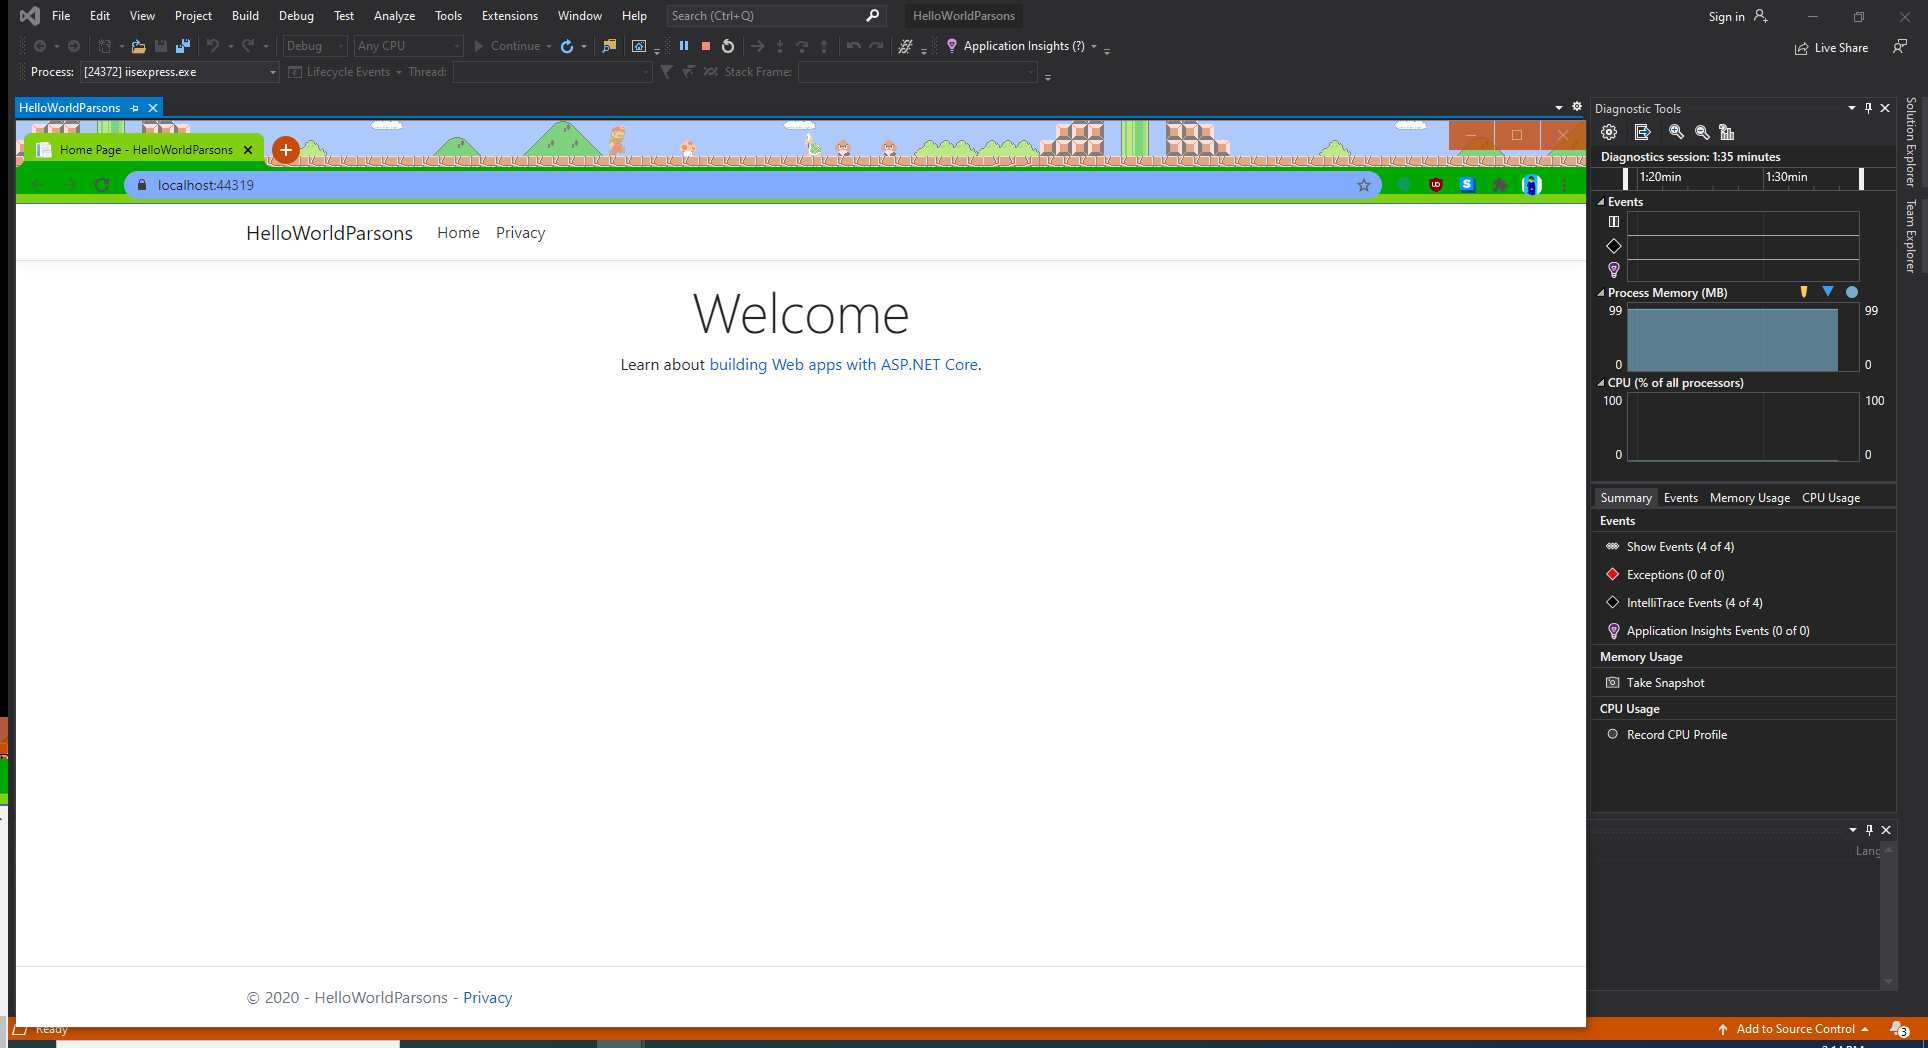 File Edit View Project Build Debug Test Analyze Tools Extensions Window Help Search (Ctrl+Q) HelloWorldParsons Sign in
Debug Any CPU Continue Application Insights (?) Live Share
Process: [24372] iisexpress.exe Lifecycle Events Thread: Stack Frame:
HelloWorldParsons
Home Page - HelloWorldParsons
localhost:44319
HelloWorldParsons Home Privacy
Welcome
Learn about building Web apps with ASP.NET Core.
© 2020 - HelloWorldParsons - Privacy
Diagnostic Tools
Diagnostics session: 1:35 minutes
1:20min 1:30min
Events
Process Memory (MB)
99 99
0 0
CPU (% of all processors)
100 100
0 0
Summary Events Memory Usage CPU Usage
Events
Show Events (4 of 4)
Exceptions (0 of 0)
IntelliTrace Events (4 of 4)
Application Insights Events (0 of 0)
Memory Usage
Take Snapshot
CPU Usage
Record CPU Profile
Lang
Solution Explorer
Team Explorer
Ready Add to Source Control 3